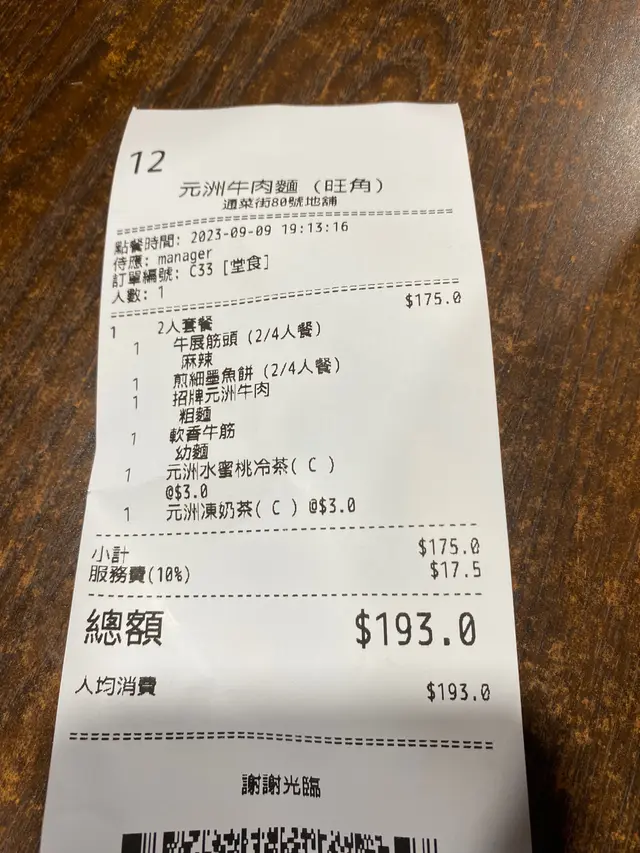 12
元洲牛肉麵 (旺角)
通菜街80號地舖
點餐時間: 2023-09-09 19:13:16
侍應: manager
訂單編號: C33 [堂食]
人數: 1
1 2人套餐 $175.0
1 牛展筋頭 (2/4人餐)
麻辣
1 煎細墨魚餅 (2/4人餐)
1 招牌元洲牛肉
粗麵
1 軟香牛筋
幼麵
1 元洲水蜜桃冷茶( C )
@$3.0
1 元洲凍奶茶( C ) @$3.0
小計 $175.0
服務費(10%) $17.5
總額 $193.0
人均消費 $193.0
謝謝光臨